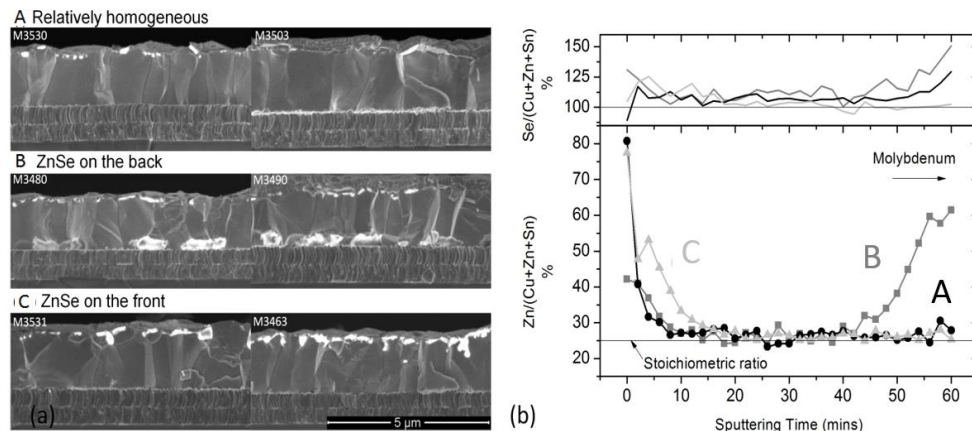 A Relatively homogeneous
M3530
M3503
B ZnSe on the back
M3480
M3490
C ZnSe on the front
M3531
M3463
(a)
5 µm
150
125
100
Se/(Cu+Zn+Sn)
%
Molybdenum
80
70
60
50
40
30
20
Zn/(Cu+Zn+Sn)
%
C
B
A
Stoichiometric ratio
0 10 20 30 40 50 60
(b)
Sputtering Time (mins)